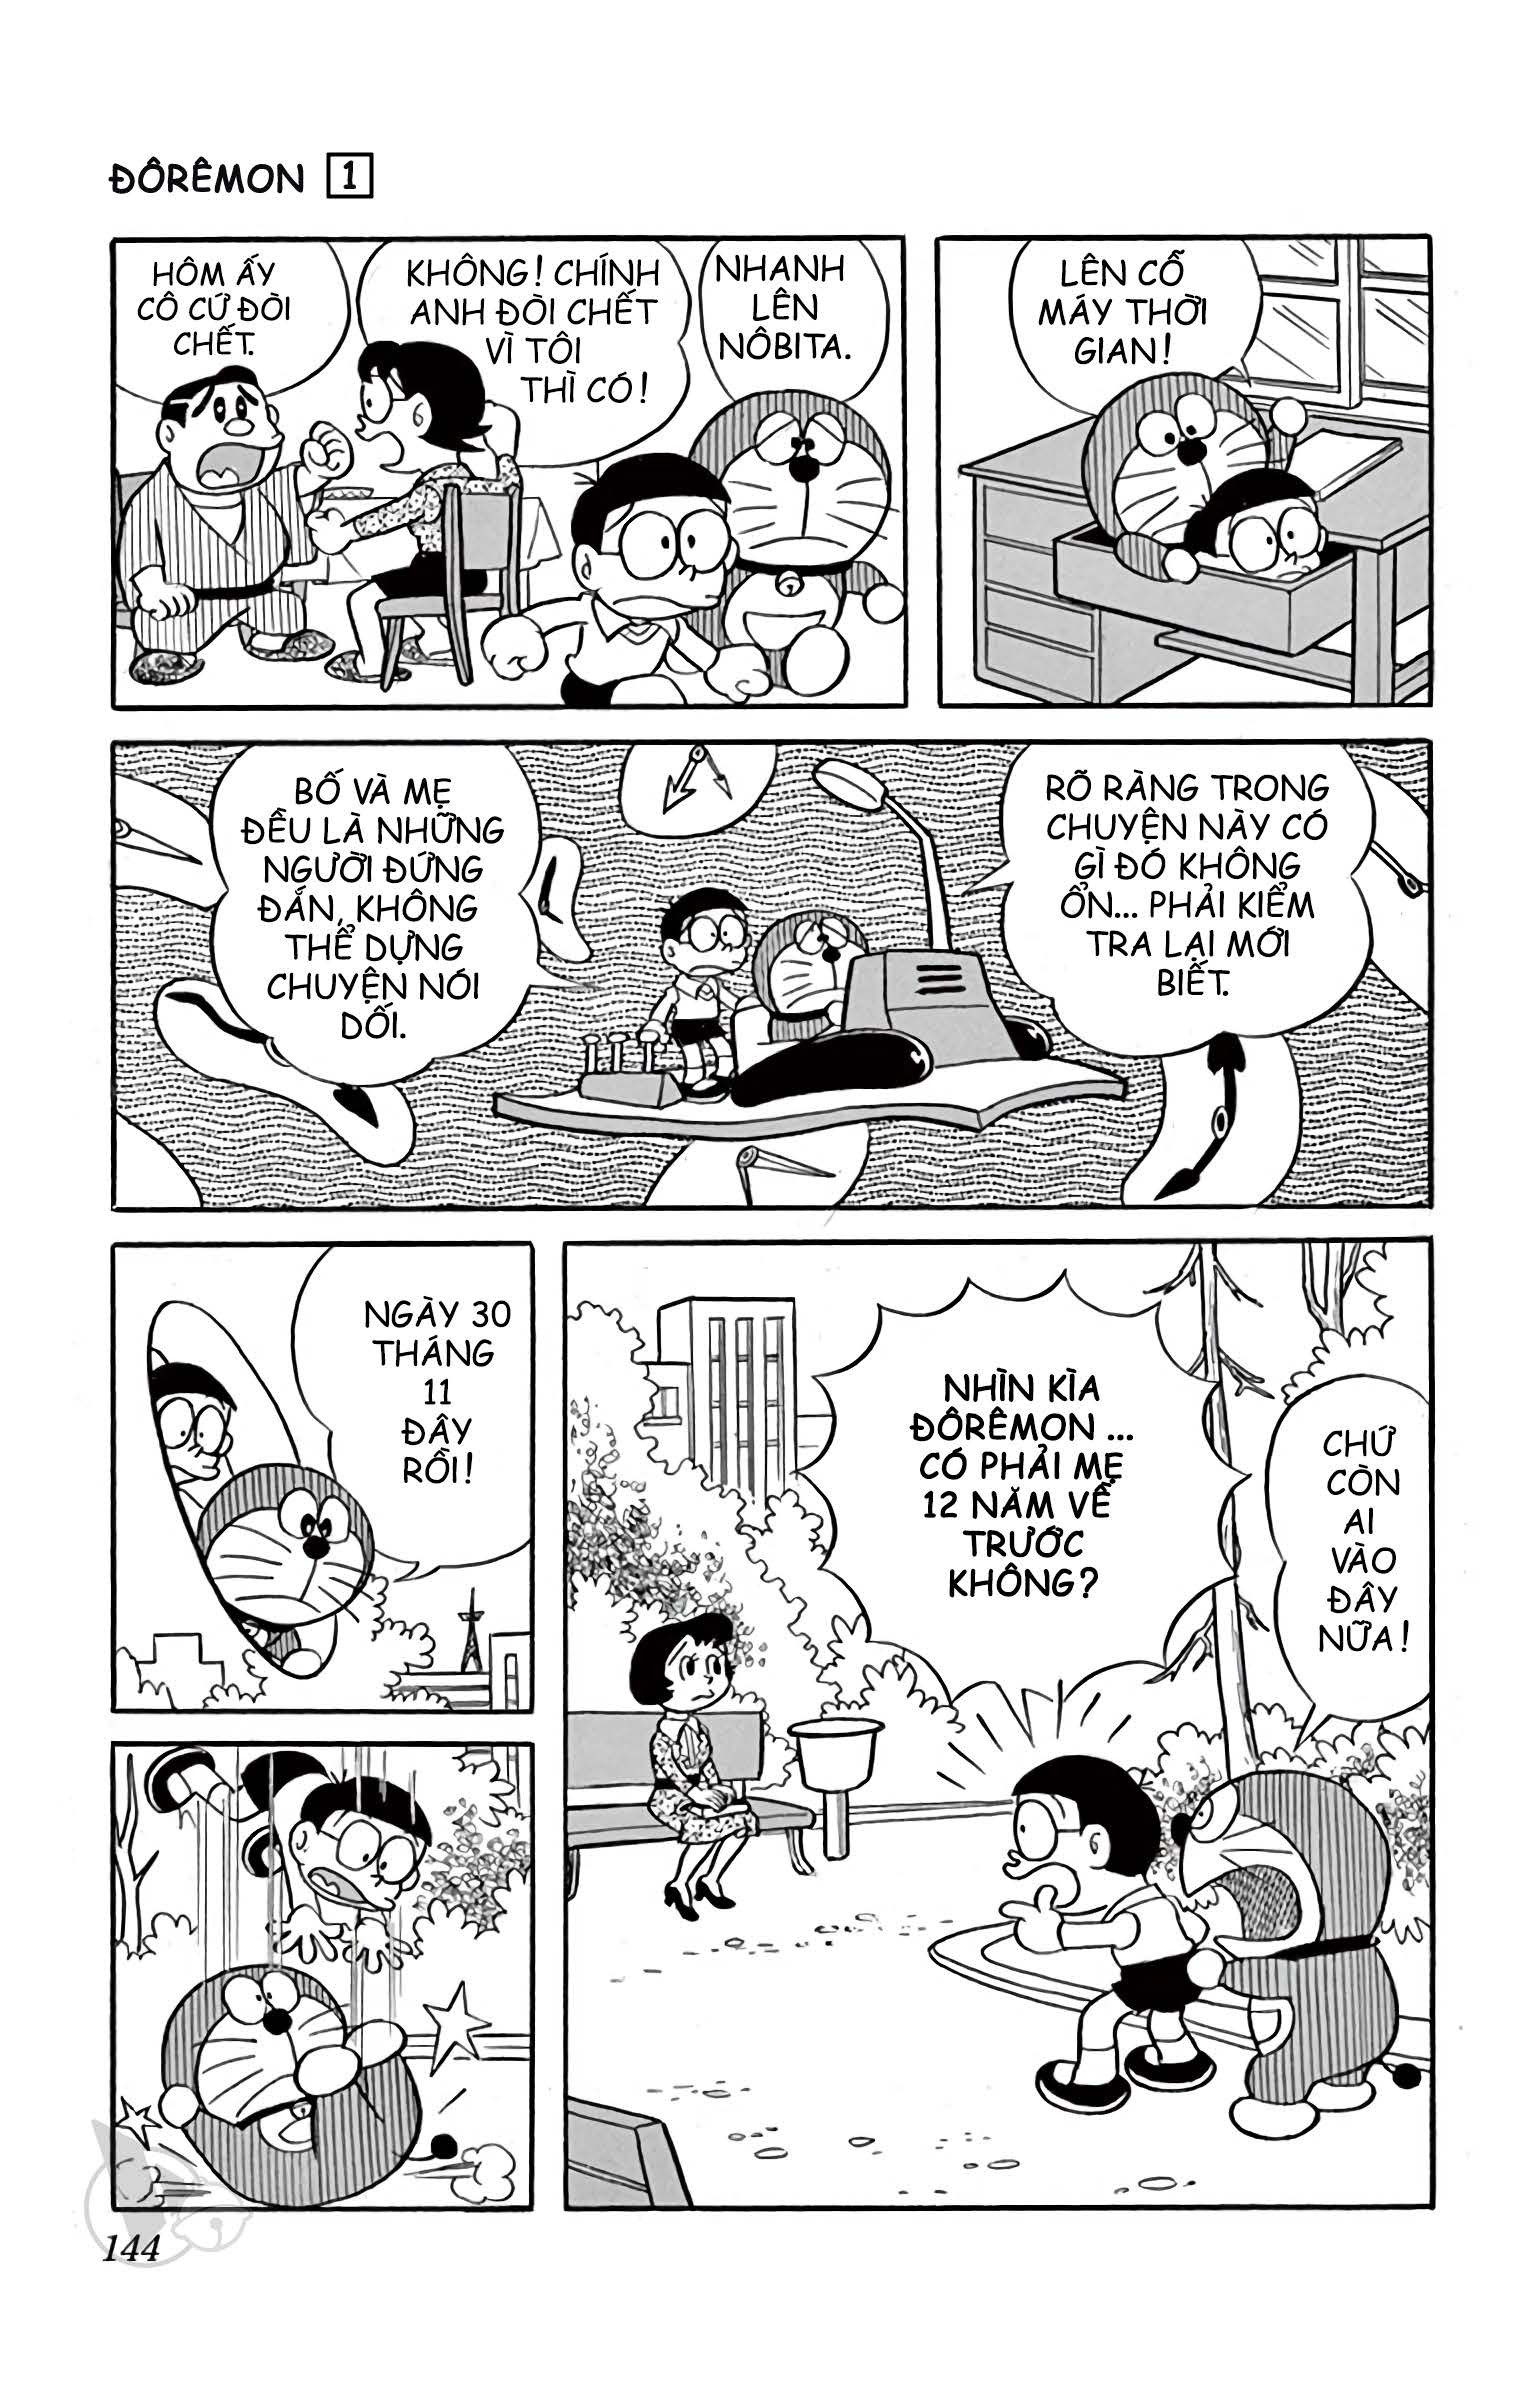 ĐÔRÊMON 1
HÔM ẤY
CÔ CỨ ĐÒI
CHẾT.
KHÔNG! CHÍNH
ANH ĐÒI CHẾT
VÌ TÔI
THÌ CÓ!
NHANH
LÊN
NÔBITA.
LÊN CỖ
MÁY THỜI
GIAN!
BỐ VÀ MẸ
ĐỀU LÀ NHỮNG
NGƯỜI ĐỨNG
ĐẮN, KHÔNG
THỂ DỰNG
CHUYỆN NÓI
DỐI.
RÕ RÀNG TRONG
CHUYỆN NÀY CÓ
GÌ ĐÓ KHÔNG
ỔN... PHẢI KIỂM
TRA LẠI MỚI
BIẾT.
NGÀY 30
THÁNG
11
ĐÂY
RỒI!
NHÌN KÌA
ĐÔRÊMON ...
CÓ PHẢI MẸ
12 NĂM VỀ
TRƯỚC
KHÔNG?
CHỨ
CÒN
AI
VÀO
ĐÂY
NỮA!
144